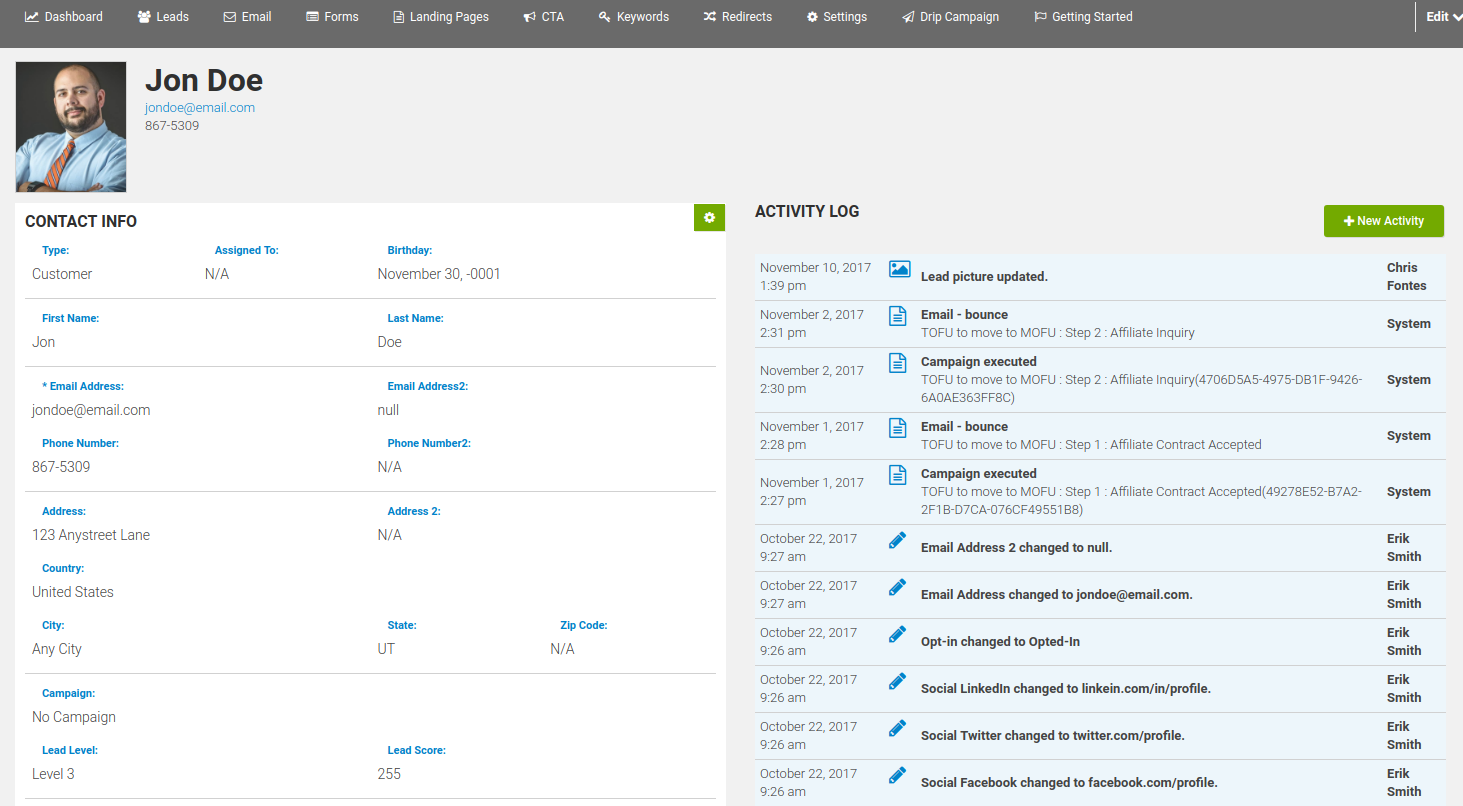 Dashboard Leads Email Forms Landing Pages CTA Keywords Redirects Settings Drip Campaign Getting Started Edit
Jon Doe
jondoe@email.com
867-5309
CONTACT INFO
Type: Assigned To: Birthday:
Customer N/A November 30, -0001
First Name: Last Name:
Jon Doe
* Email Address: Email Address2:
jondoe@email.com null
Phone Number: Phone Number2:
867-5309 N/A
Address: Address 2:
123 Anystreet Lane N/A
Country:
United States
City: State: Zip Code:
Any City UT N/A
Campaign:
No Campaign
Lead Level: Lead Score:
Level 3 255
ACTIVITY LOG
New Activity
November 10, 2017
1:39 pm
Lead picture updated.
Chris
Fontes
November 2, 2017
2:31 pm
Email - bounce
TOFU to move to MOFU : Step 2 : Affiliate Inquiry
System
November 2, 2017
2:30 pm
Campaign executed
TOFU to move to MOFU : Step 2 : Affiliate Inquiry(4706D5A5-4975-DB1F-9426-
6A0AE363FF8C)
System
November 1, 2017
2:28 pm
Email - bounce
TOFU to move to MOFU : Step 1 : Affiliate Contract Accepted
System
November 1, 2017
2:27 pm
Campaign executed
TOFU to move to MOFU : Step 1 : Affiliate Contract Accepted(49278E52-B7A2-
2F1B-D7CA-076CF49551B8)
System
October 22, 2017
9:27 am
Email Address 2 changed to null.
Erik
Smith
October 22, 2017
9:27 am
Email Address changed to jondoe@email.com.
Erik
Smith
October 22, 2017
9:26 am
Opt-in changed to Opted-In
Erik
Smith
October 22, 2017
9:26 am
Social LinkedIn changed to linkein.com/in/profile.
Erik
Smith
October 22, 2017
9:26 am
Social Twitter changed to twitter.com/profile.
Erik
Smith
October 22, 2017
9:26 am
Social Facebook changed to facebook.com/profile.
Erik
Smith